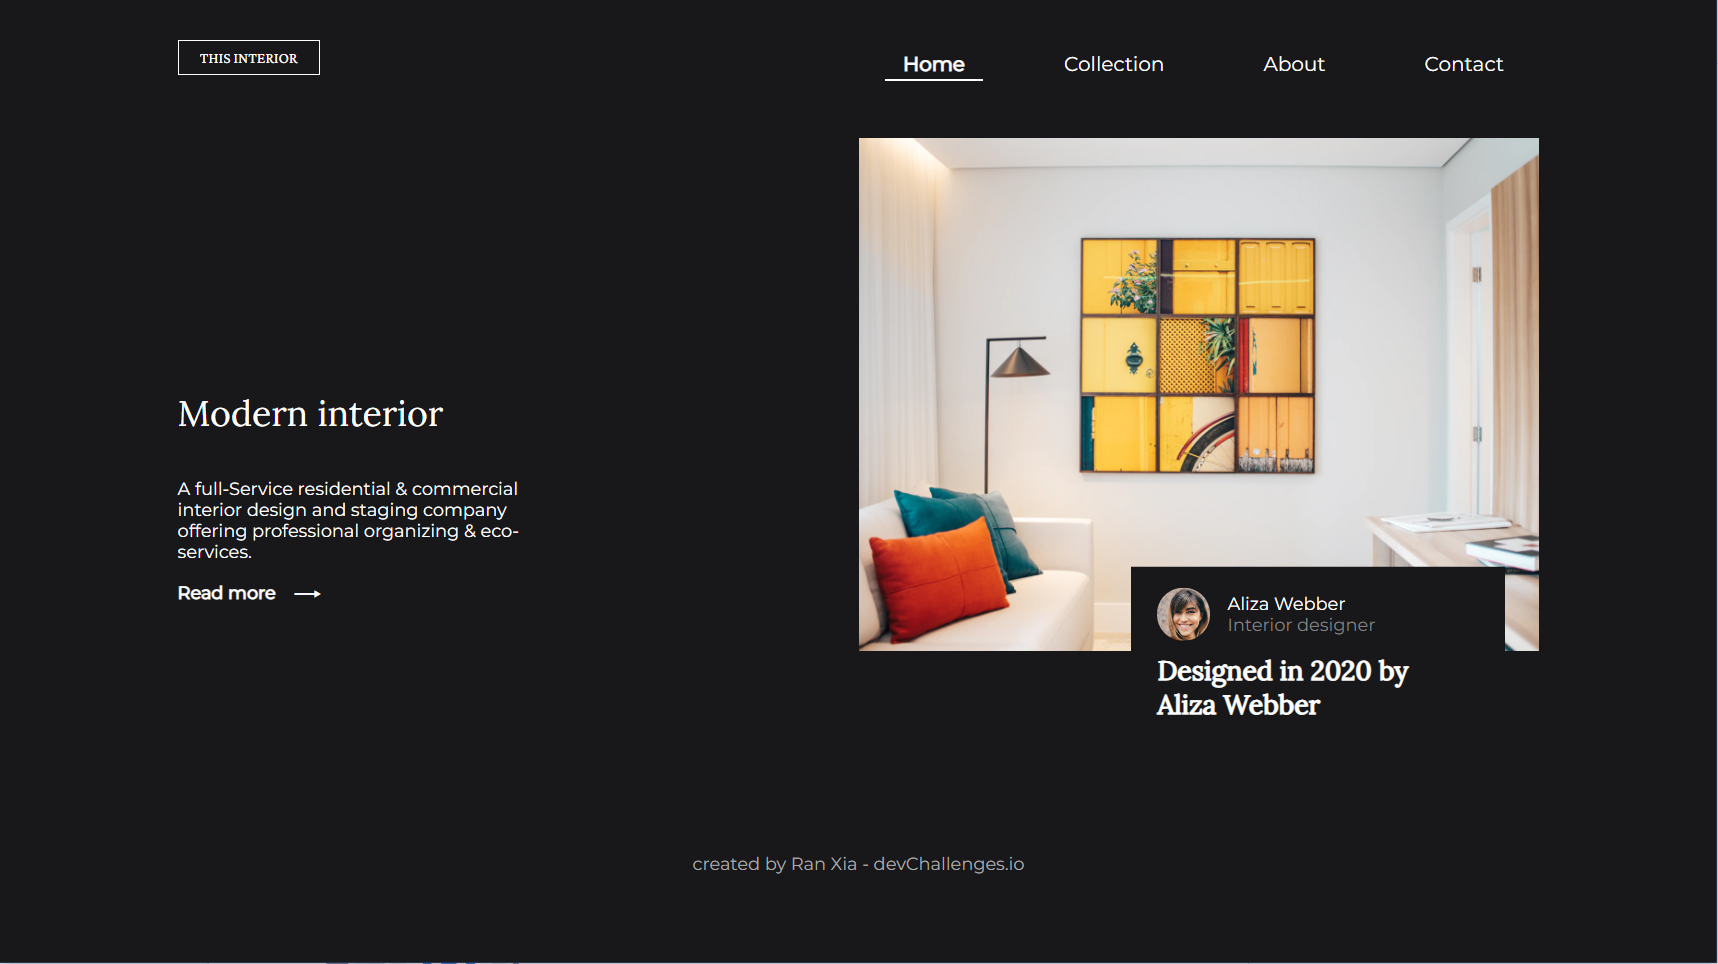 THIS INTERIOR
Home
Collection
About
Contact
Modern interior
A full-Service residential & commercial
interior design and staging company
offering professional organizing & eco-
services.
Read more
Aliza Webber
Interior designer
Designed in 2020 by
Aliza Webber
created by Ran Xia - devChallenges.io